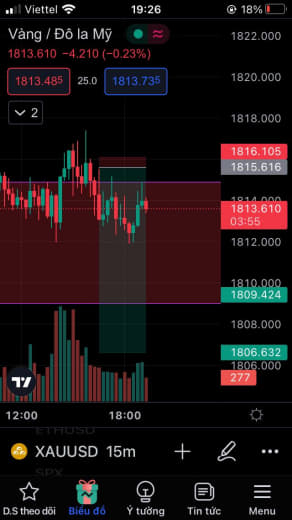 Viettel 19:26 18%
Vàng / Đô la Mỹ
1813.610 −4.210 (−0.23%)
1813.485 25.0 1813.735
2
1822.000
1820.000
1818.000
1816.105
1815.616
1814.000
1813.610
03:55
1812.000
1810.000
1809.424
1808.000
1806.632
1806.000
277
12:00 18:00
ETHUSD
XAUUSD 15m
SPX
D.S theo dõi Biểu đồ Ý tưởng Tin tức Menu